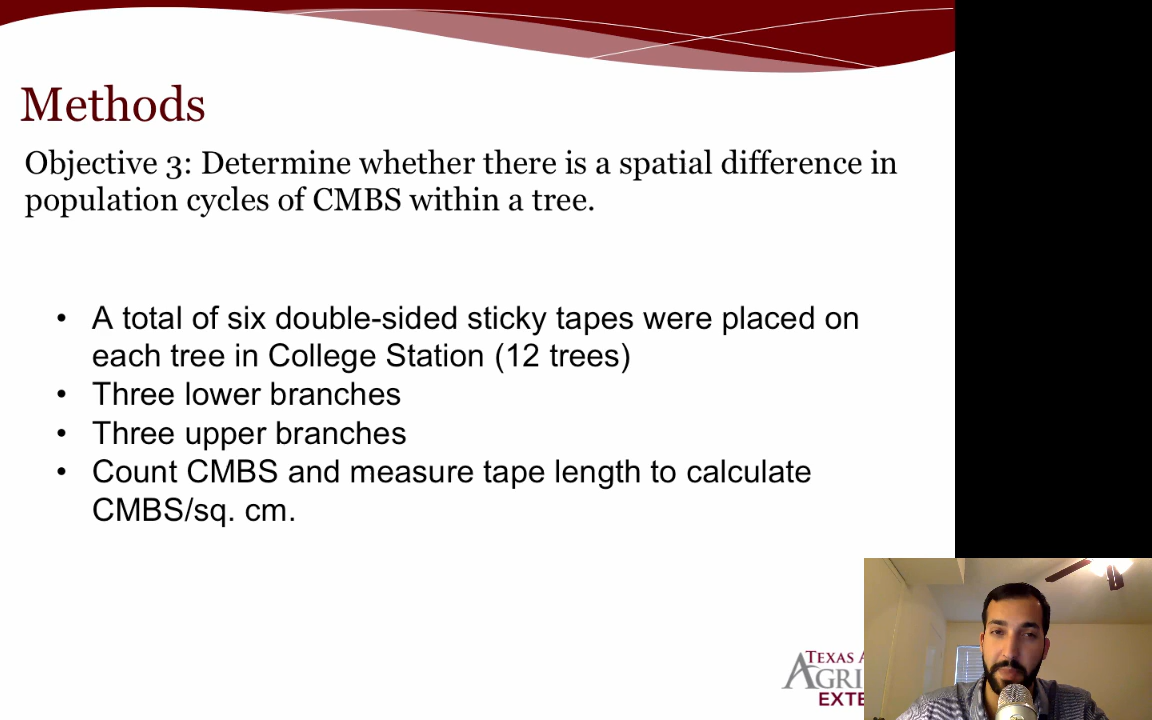 Methods
Objective 3: Determine whether there is a spatial difference in
population cycles of CMBS within a tree.
• A total of six double-sided sticky tapes were placed on
each tree in College Station (12 trees)
• Three lower branches
• Three upper branches
• Count CMBS and measure tape length to calculate
CMBS/sq. cm.
TEXAS A
AGRI
EXTE